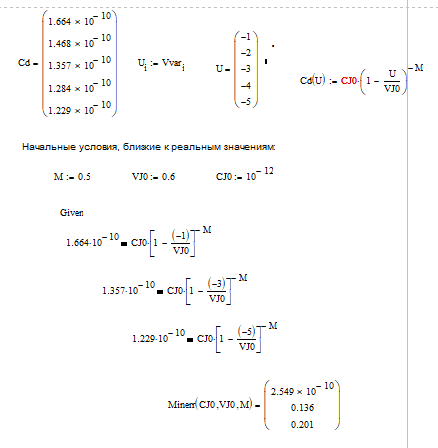 Cd = (1.664 × 10^-10 1.468 × 10^-10 1.357 × 10^-10 1.284 × 10^-10 1.229 × 10^-10) U_i := Vvar_i U = (-1 -2 -3 -4 -5) Cd(U) := CJ0·(1 - U/VJ0)^-M
Начальные условия, близкие к реальным значениям:
M := 0.5 VJ0 := 0.6 CJ0 := 10^-12
Given
1.664·10^-10 = CJ0·[1 - (-1)/VJ0]^-M
1.357·10^-10 = CJ0·[1 - (-3)/VJ0]^-M
1.229·10^-10 = CJ0·[1 - (-5)/VJ0]^-M
Minerr(CJ0,VJ0,M) = (2.549 × 10^-10 0.136 0.201)